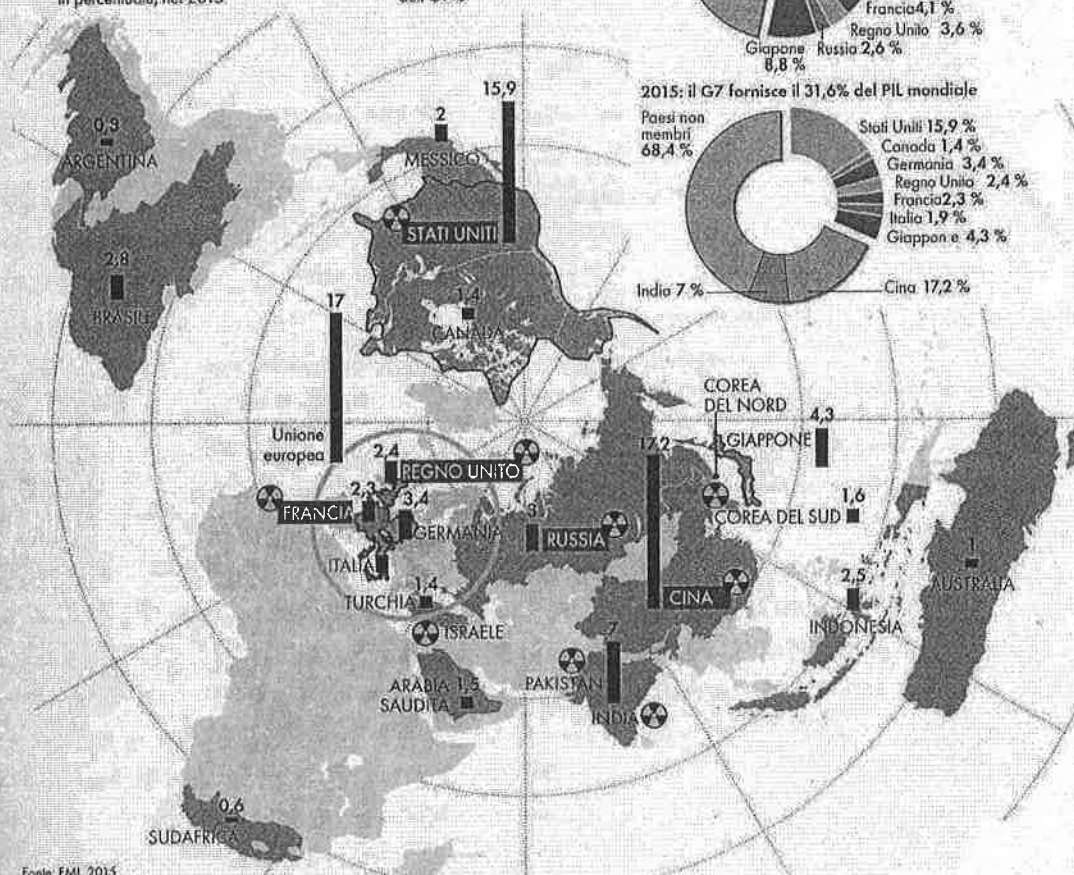 in percentuale, nel 2015
Francia4,1 %
Regno Unito 3,6 %
Giapone
8,8 %
Russia 2,6 %
2015: il G7 fornisce il 31,6% del PIL mondiale
Paesi non
membri
68,4 %
Stati Uniti 15,9 %
Canada 1,4 %
Germania 3,4 %
Regno Unito 2,4 %
Francia2,3 %
Italia 1,9 %
Giappon e 4,3 %
India 7 %
Cina 17,2 %
ARGENTINA
2
MESSICO
15,9
STATI UNITI
2,8
BRASILE
1,4
CANADA
17
Unione
europea
2,4
REGNO UNITO
2,3
FRANCIA
3,4
GERMANIA
ITALIA
1,4
TURCHIA
ISRAELE
ARABIA
SAUDITA
1,5
3
RUSSIA
17,2
CINA
COREA
DEL NORD
4,3
GIAPPONE
1,6
COREA DEL SUD
2,5
INDONESIA
1
AUSTRALIA
PAKISTAN
7
INDIA
0,6
SUDAFRICA
Fonte: FMI, 2015